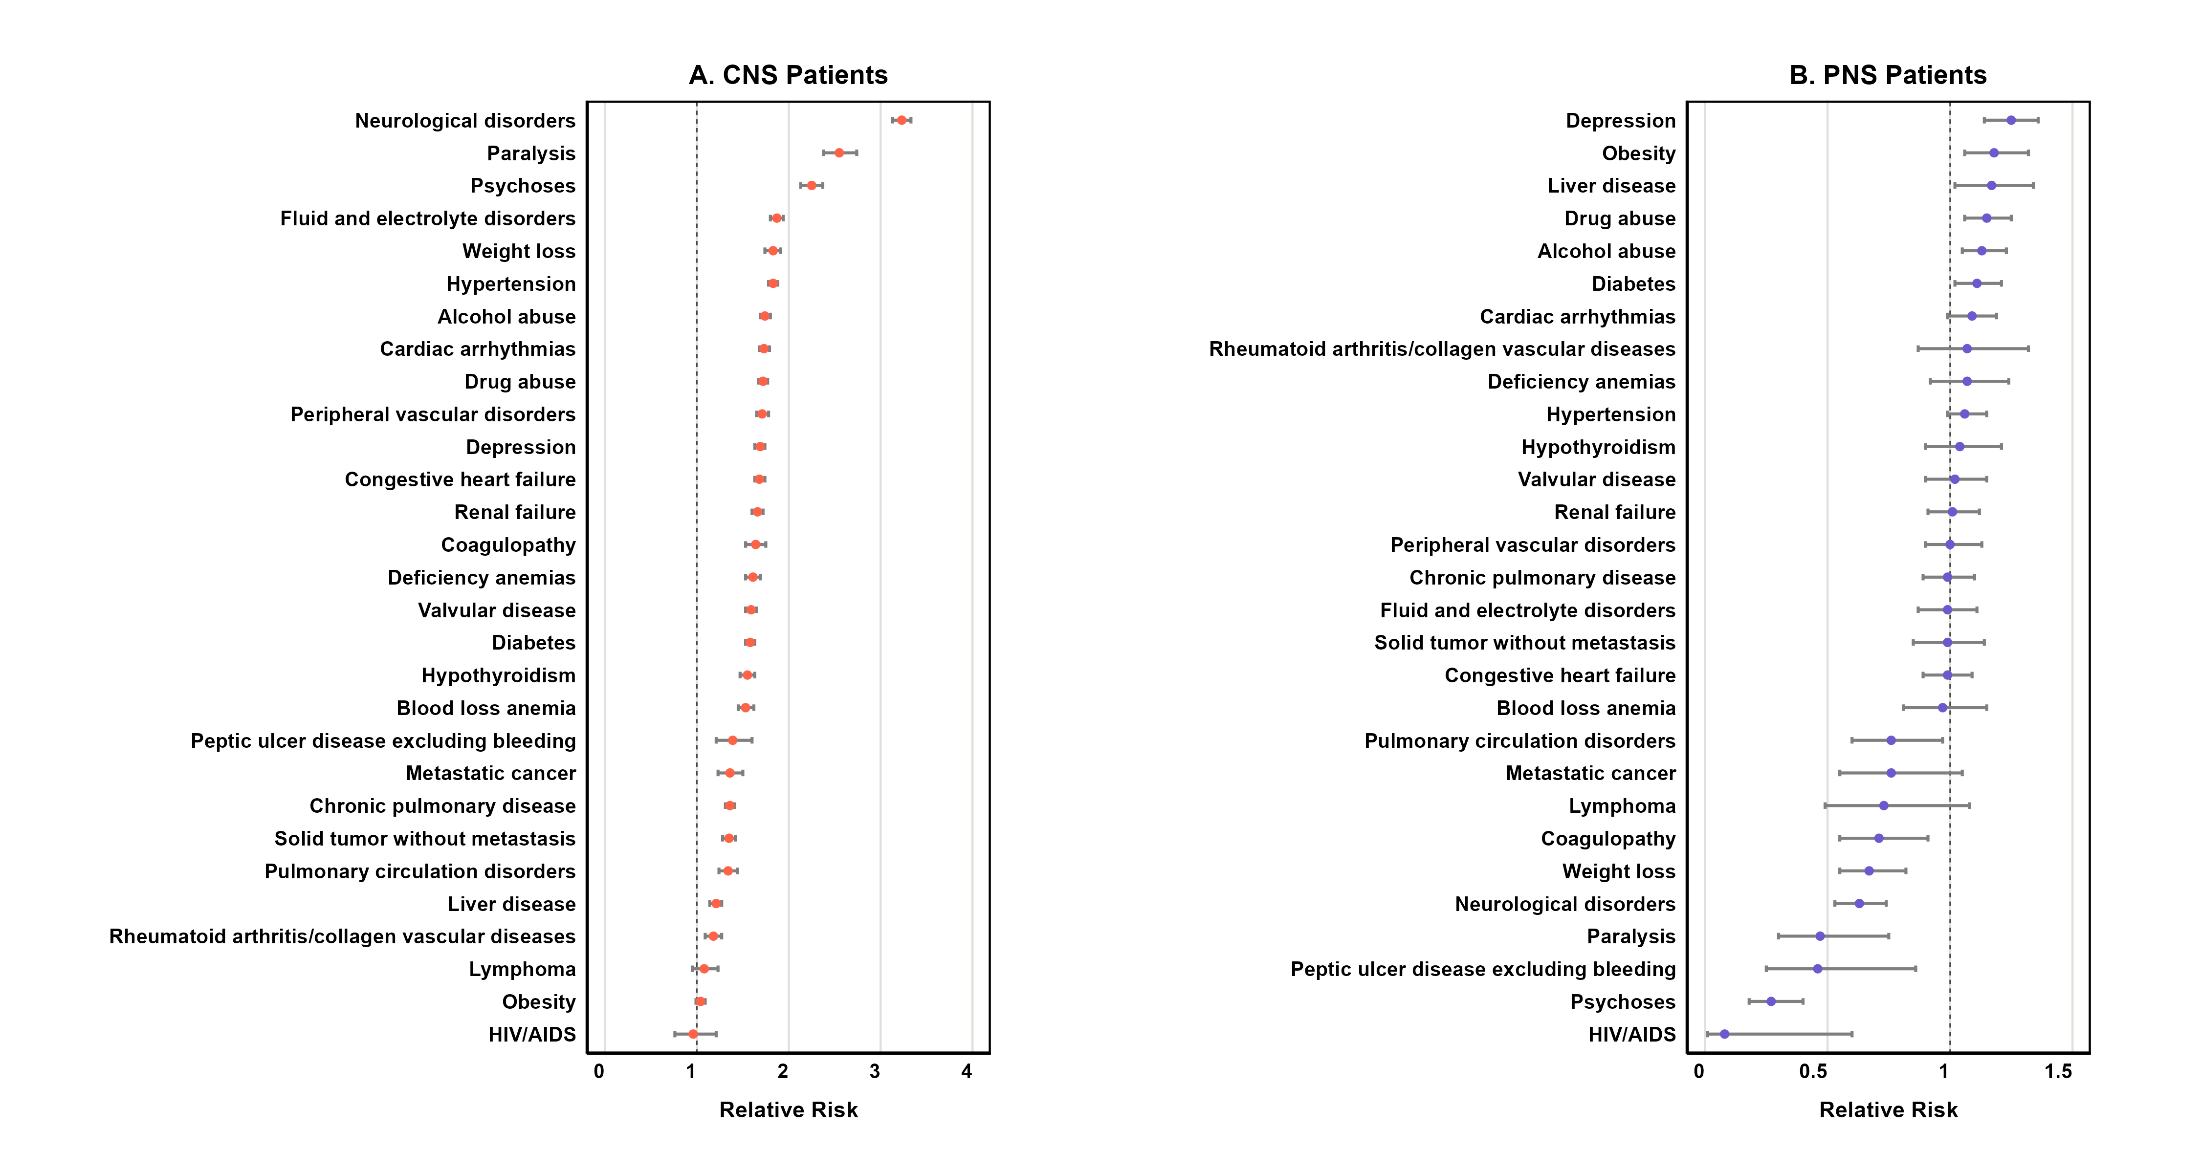 A. CNS Patients
Neurological disorders
Paralysis
Psychoses
Fluid and electrolyte disorders
Weight loss
Hypertension
Alcohol abuse
Cardiac arrhythmias
Drug abuse
Peripheral vascular disorders
Depression
Congestive heart failure
Renal failure
Coagulopathy
Deficiency anemias
Valvular disease
Diabetes
Hypothyroidism
Blood loss anemia
Peptic ulcer disease excluding bleeding
Metastatic cancer
Chronic pulmonary disease
Solid tumor without metastasis
Pulmonary circulation disorders
Liver disease
Rheumatoid arthritis/collagen vascular diseases
Lymphoma
Obesity
HIV/AIDS
0 1 2 3 4
Relative Risk
B. PNS Patients
Depression
Obesity
Liver disease
Drug abuse
Alcohol abuse
Diabetes
Cardiac arrhythmias
Rheumatoid arthritis/collagen vascular diseases
Deficiency anemias
Hypertension
Hypothyroidism
Valvular disease
Renal failure
Peripheral vascular disorders
Chronic pulmonary disease
Fluid and electrolyte disorders
Solid tumor without metastasis
Congestive heart failure
Blood loss anemia
Pulmonary circulation disorders
Metastatic cancer
Lymphoma
Coagulopathy
Weight loss
Neurological disorders
Paralysis
Peptic ulcer disease excluding bleeding
Psychoses
HIV/AIDS
0 0.5 1 1.5
Relative Risk